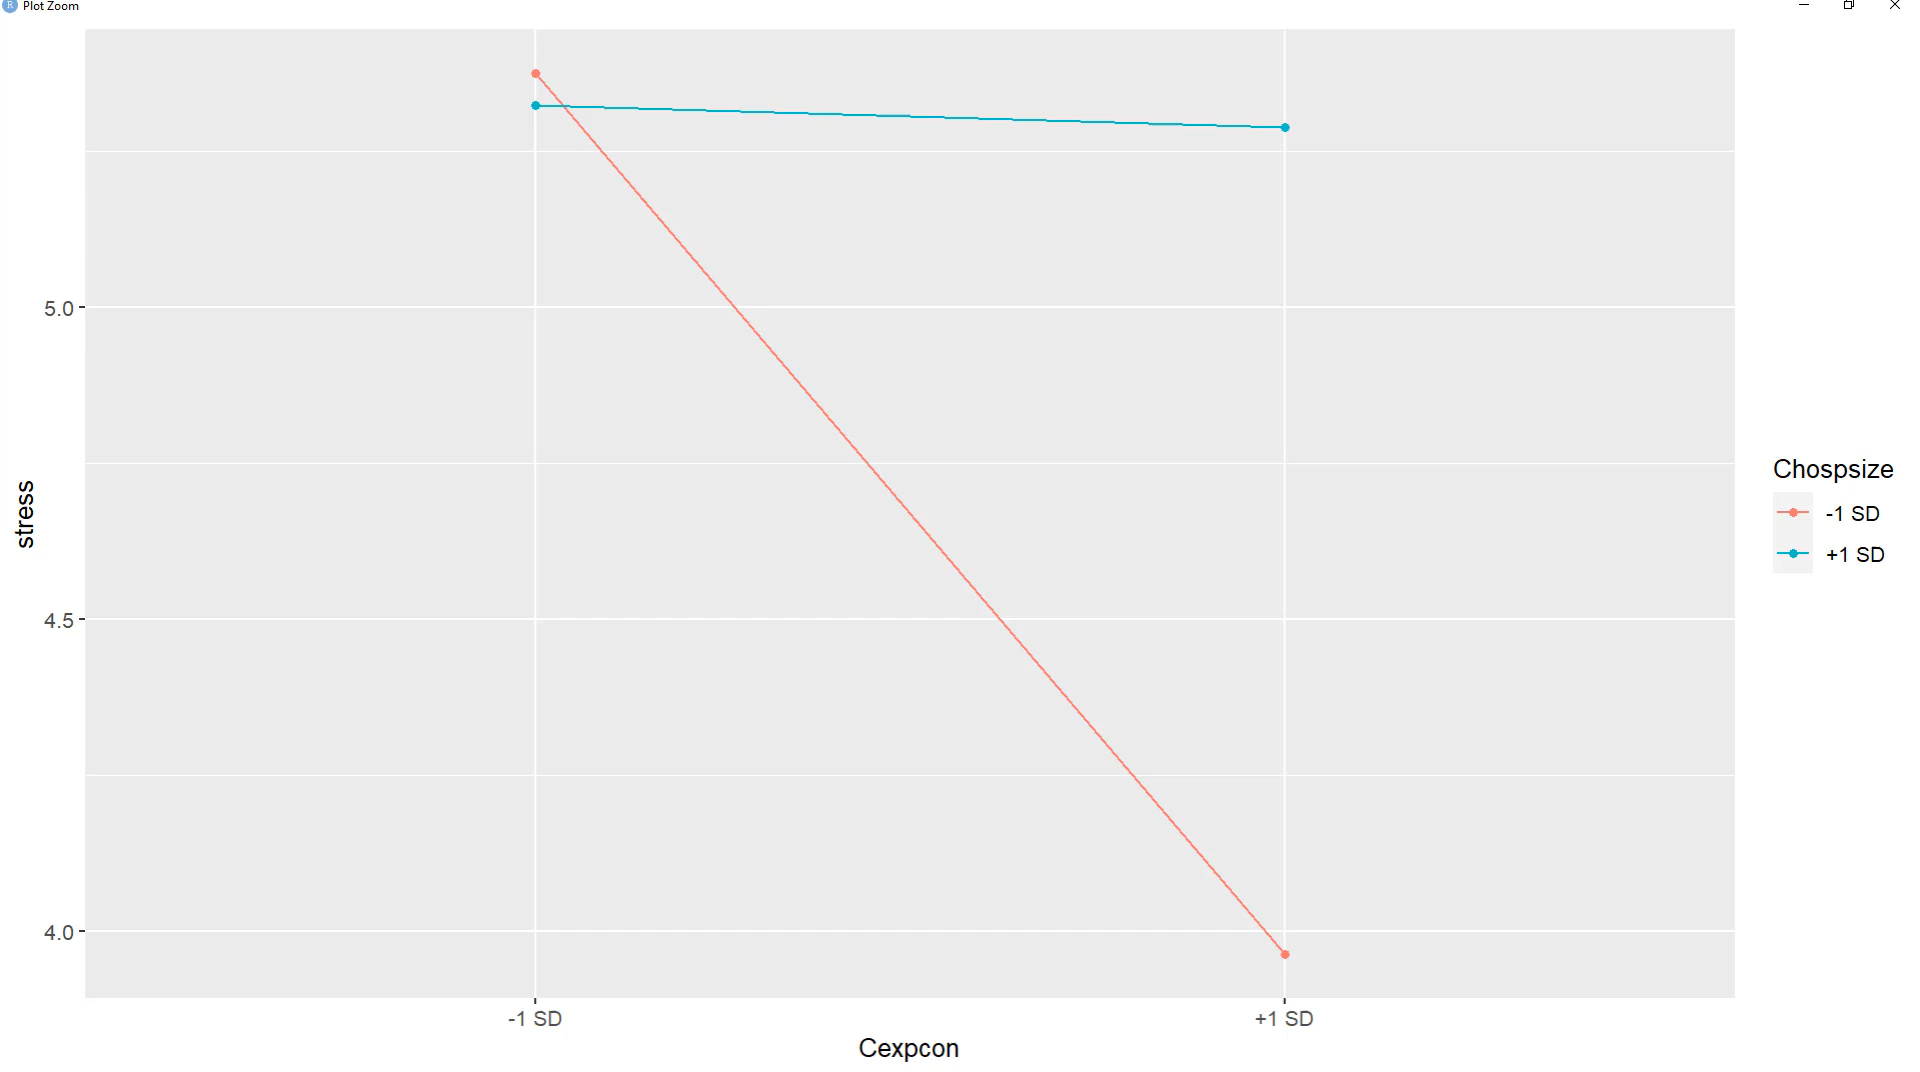 R Plot Zoom
5.0
4.5
4.0
stress
-1 SD
+1 SD
Cexpcon
Chospsize
-1 SD
+1 SD